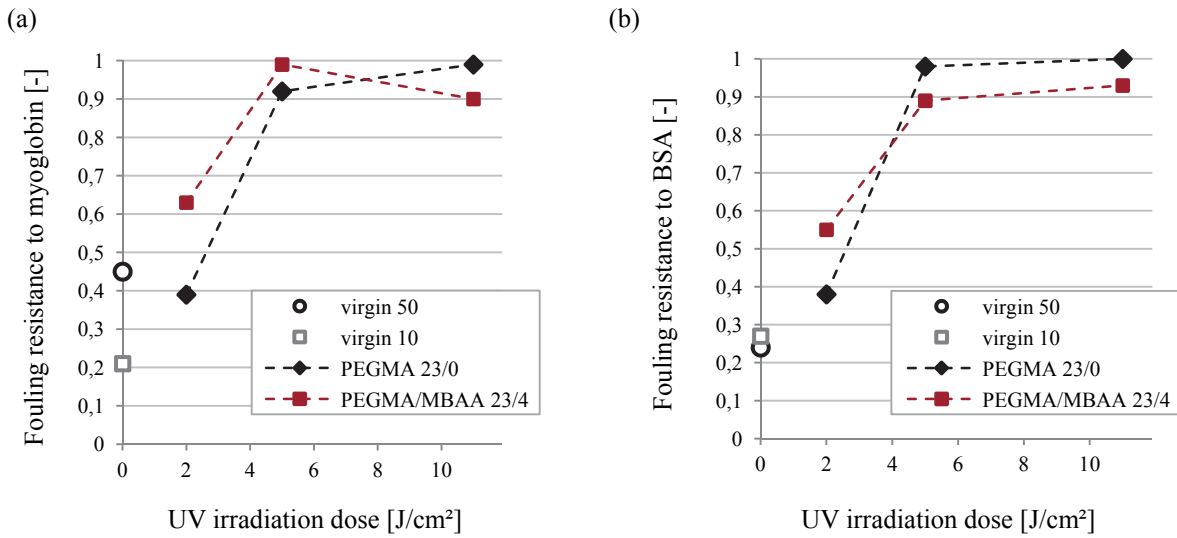 (a)
Fouling resistance to myoglobin [-]
1
0,9
0,8
0,7
0,6
0,5
0,4
0,3
0,2
0,1
0
0 2 4 6 8 10
UV irradiation dose [J/cm²]
virgin 50
virgin 10
PEGMA 23/0
PEGMA/MBAA 23/4
(b)
Fouling resistance to BSA [-]
1
0,9
0,8
0,7
0,6
0,5
0,4
0,3
0,2
0,1
0
0 2 4 6 8 10
UV irradiation dose [J/cm²]
virgin 50
virgin 10
PEGMA 23/0
PEGMA/MBAA 23/4